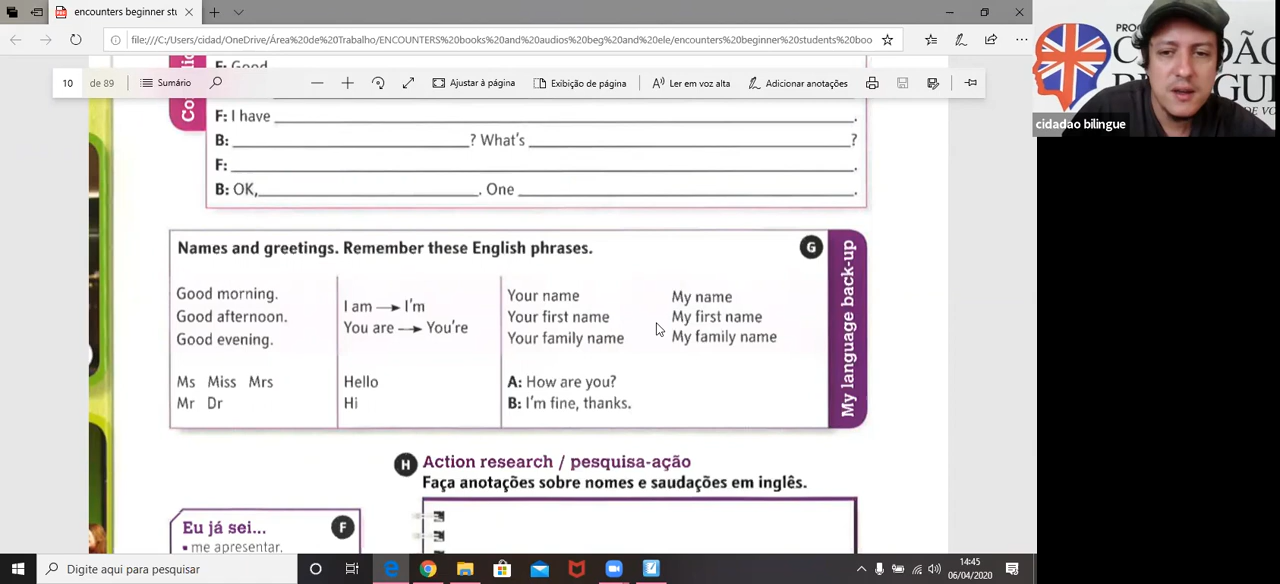 encounters beginner stu
file:///C:/Users/cidad/OneDrive/Área%20de%20Trabalho/ENCOUNTERS%20books%20and%20audios%20beg%20and%20ele/encounters%20beginner%20students%20boo
10 de 89 Sumário Ajustar à página Exibição de página Ler em voz alta Adicionar anotações
F: Good
F: I have .
B: ? What's ?
F: .
B: OK, . One .
Names and greetings. Remember these English phrases. G
Good morning.
Good afternoon.
Good evening.
Ms Miss Mrs
Mr Dr
I am → I'm
You are → You're
Hello
Hi
Your name My name
Your first name My first name
Your family name My family name
A: How are you?
B: I'm fine, thanks.
My language back-up
H Action research / pesquisa-ação
Faça anotações sobre nomes e saudações em inglês.
Eu já sei... F
• me apresentar.
cidadao bilingue
Digite aqui para pesquisar
14:45
06/04/2020